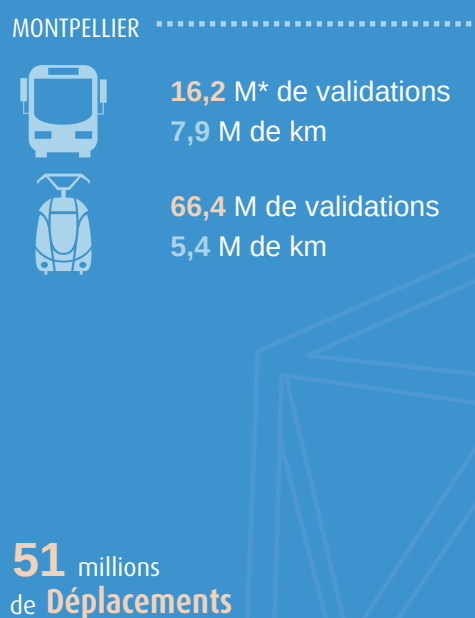 MONTPELLIER
16,2 M* de validations
7,9 M de km
66,4 M de validations
5,4 M de km
51 millions
de Déplacements